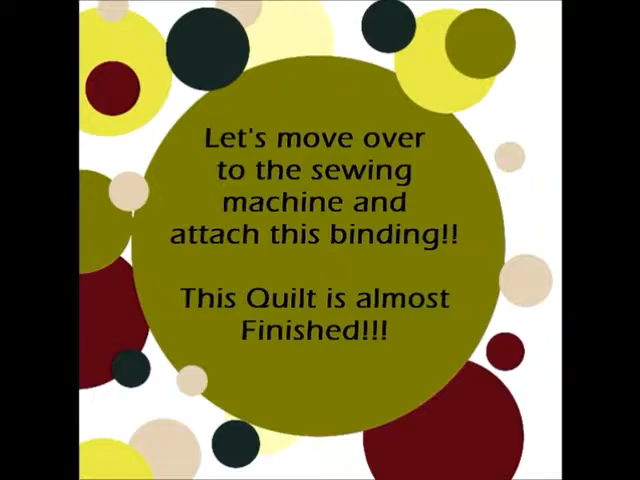 Let's move over
to the sewing
machine and
attach this binding!!
This Quilt is almost
Finished!!!